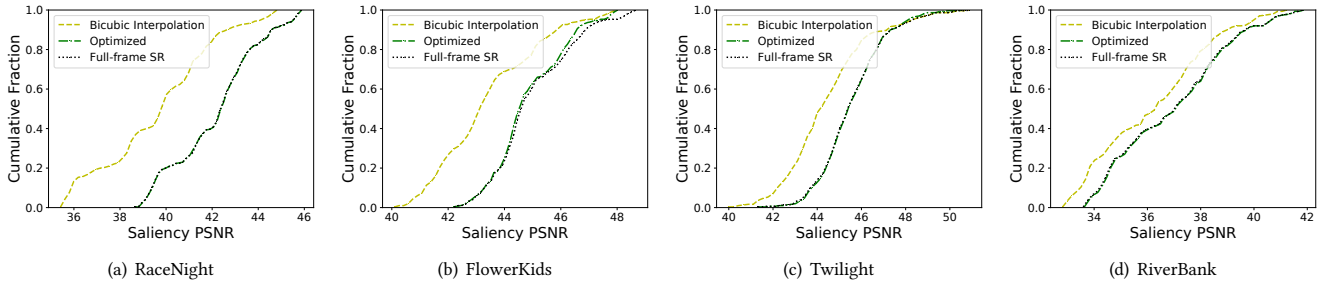 1.0
0.8
0.6
0.4
0.2
0.0
Cumulative Fraction
Bicubic Interpolation
Optimized
Full-frame SR
36 38 40 42 44 46
Saliency PSNR
(a) RaceNight
1.0
0.8
0.6
0.4
0.2
0.0
Cumulative Fraction
Bicubic Interpolation
Optimized
Full-frame SR
40 42 44 46 48
Saliency PSNR
(b) FlowerKids
1.0
0.8
0.6
0.4
0.2
0.0
Cumulative Fraction
Bicubic Interpolation
Optimized
Full-frame SR
40 42 44 46 48 50
Saliency PSNR
(c) Twilight
1.0
0.8
0.6
0.4
0.2
0.0
Cumulative Fraction
Bicubic Interpolation
Optimized
Full-frame SR
34 36 38 40 42
Saliency PSNR
(d) RiverBank